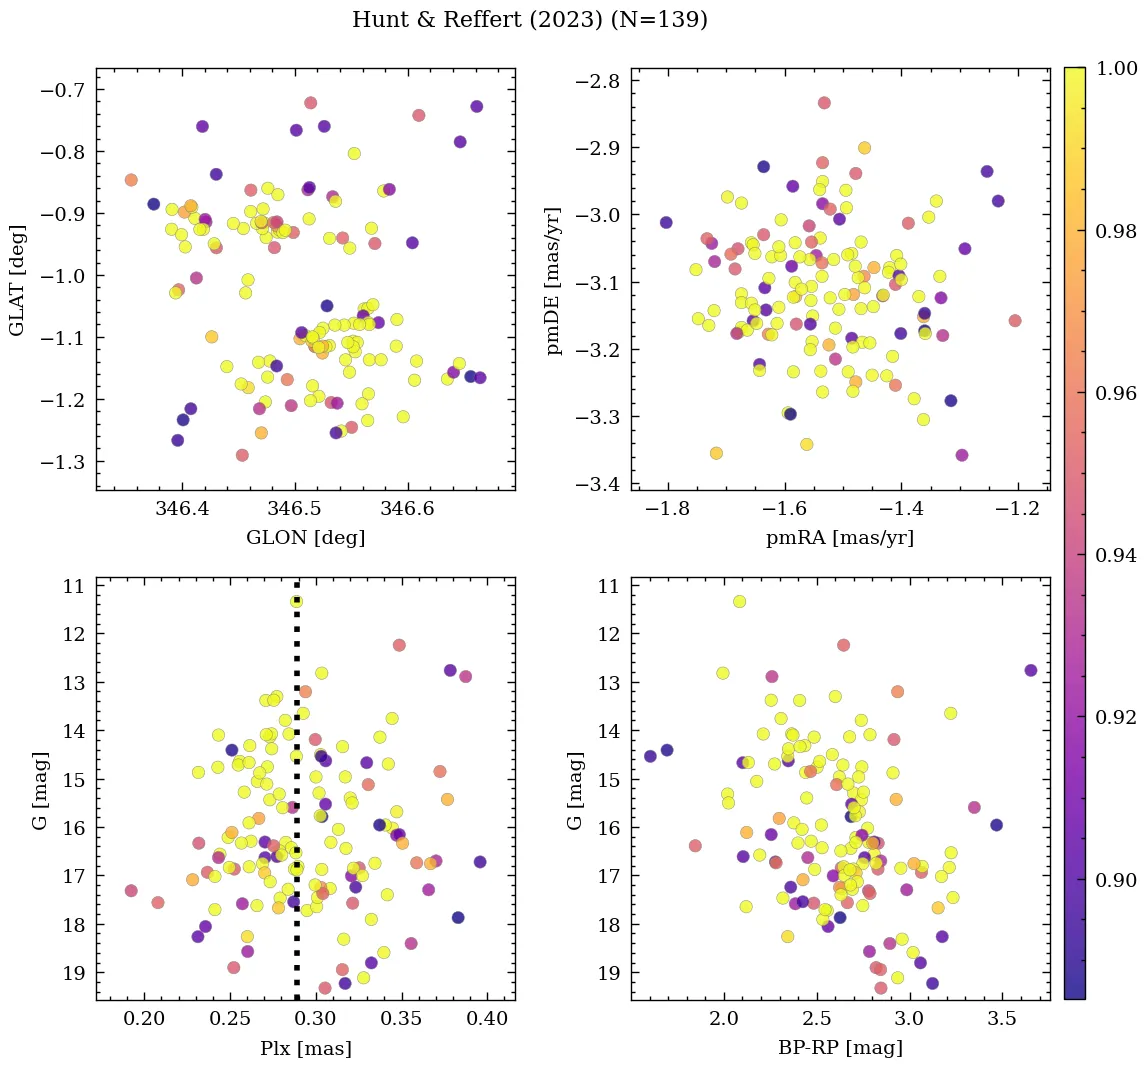 Hunt & Reffert (2023) (N=139)
−0.7
−0.8
−0.9
−1.0
−1.1
−1.2
−1.3
GLAT [deg]
346.4 346.5 346.6
GLON [deg]
−2.8
−2.9
−3.0
−3.1
−3.2
−3.3
−3.4
pmDE [mas/yr]
−1.8 −1.6 −1.4 −1.2
pmRA [mas/yr]
1.00
0.98
0.96
0.94
0.92
0.90
11
12
13
14
15
16
17
18
19
G [mag]
0.20 0.25 0.30 0.35 0.40
Plx [mas]
11
12
13
14
15
16
17
18
19
G [mag]
2.0 2.5 3.0 3.5
BP-RP [mag]